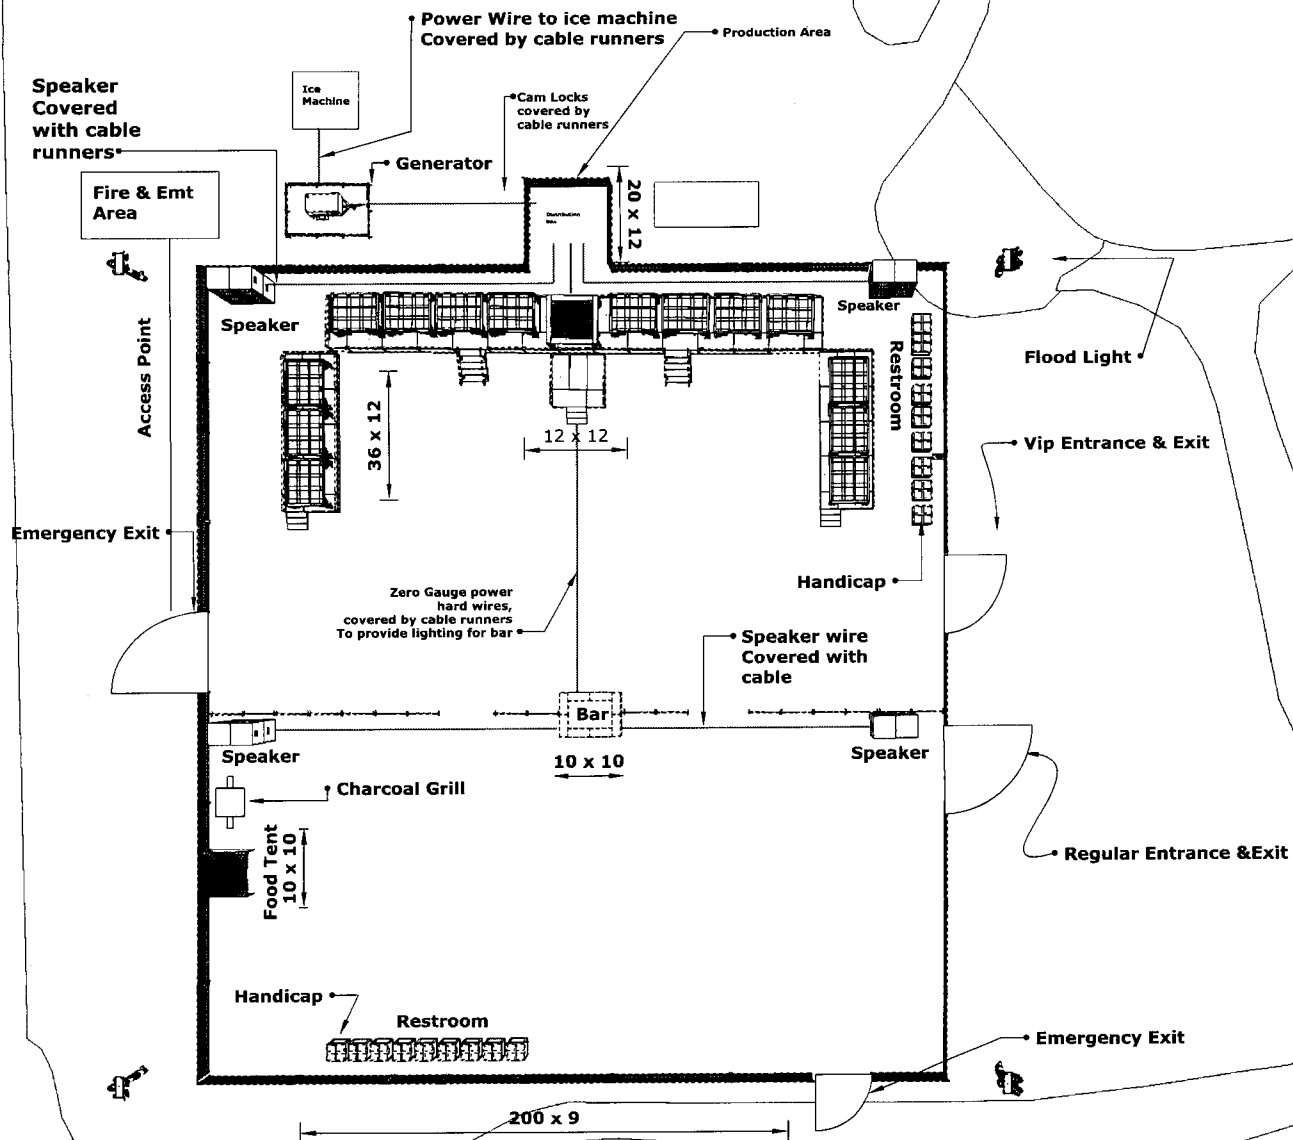 Power Wire to ice machine
Covered by cable runners
Production Area
Speaker
Covered
with cable
runners
Ice
Machine
Cam Locks
covered by
cable runners
Generator
Fire & Emt
Area
Distribution
Box
20 x 12
Speaker
Speaker
Access Point
Restroom
Flood Light
36 x 12
12 x 12
Vip Entrance & Exit
Emergency Exit
Handicap
Zero Gauge power
hard wires,
covered by cable runners
To provide lighting for bar
Speaker wire
Covered with
cable
Bar
Speaker
Speaker
10 x 10
Charcoal Grill
Food Tent
10 x 10
Regular Entrance &Exit
Handicap
Restroom
Emergency Exit
200 x 9